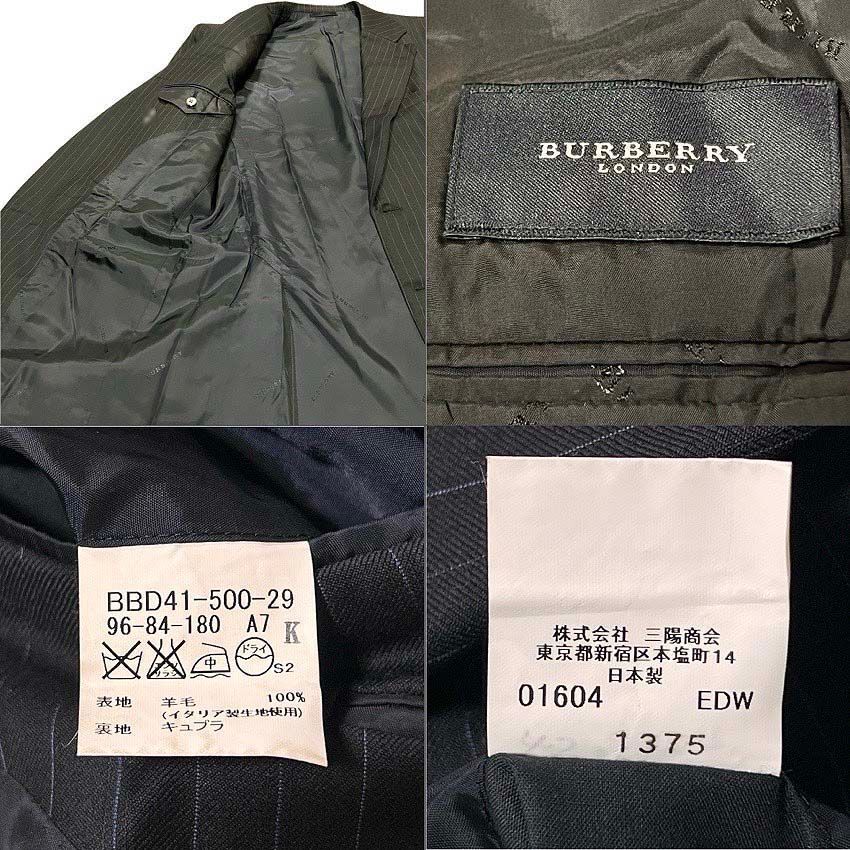 BURBERRY
BURBERRY
LONDON
BBD41-500-29
96-84-180 A7 K
中 ドライ S2
表地 羊毛 100%
(イタリア製生地使用)
裏地 キュプラ
株式会社 三陽商会
東京都新宿区本塩町14
日本製
01604 EDW
1375